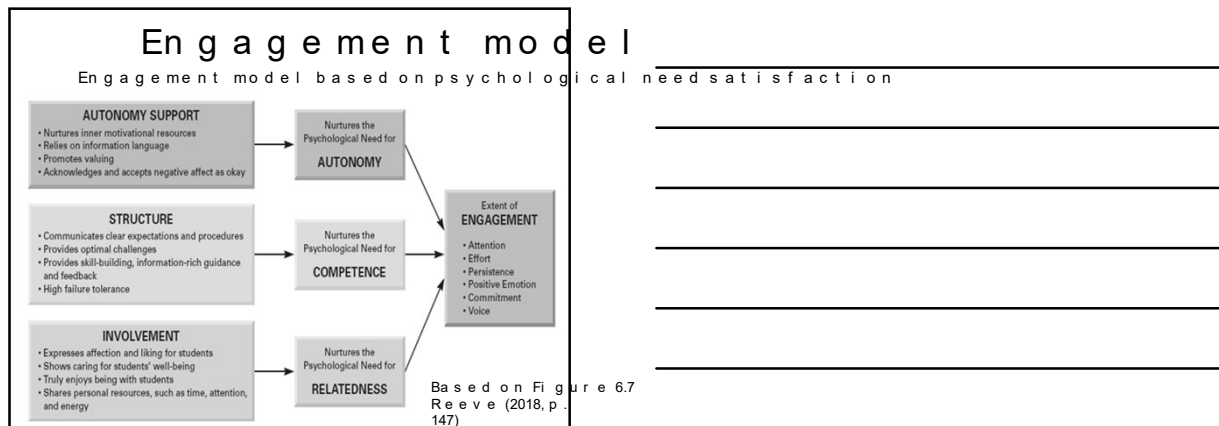 Engagement model
Engagement model based on psychological need satisfaction
AUTONOMY SUPPORT
• Nurtures inner motivational resources
• Relies on information language
• Promotes valuing
• Acknowledges and accepts negative affect as okay
Nurtures the
Psychological Need for
AUTONOMY
STRUCTURE
• Communicates clear expectations and procedures
• Provides optimal challenges
• Provides skill-building, information-rich guidance
and feedback
• High failure tolerance
Nurtures the
Psychological Need for
COMPETENCE
Extent of
ENGAGEMENT
• Attention
• Effort
• Persistence
• Positive Emotion
• Commitment
• Voice
INVOLVEMENT
• Expresses affection and liking for students
• Shows caring for students' well-being
• Truly enjoys being with students
• Shares personal resources, such as time, attention,
and energy
Nurtures the
Psychological Need for
RELATEDNESS
Based on Figure 6.7
Reeve (2018, p.
147)